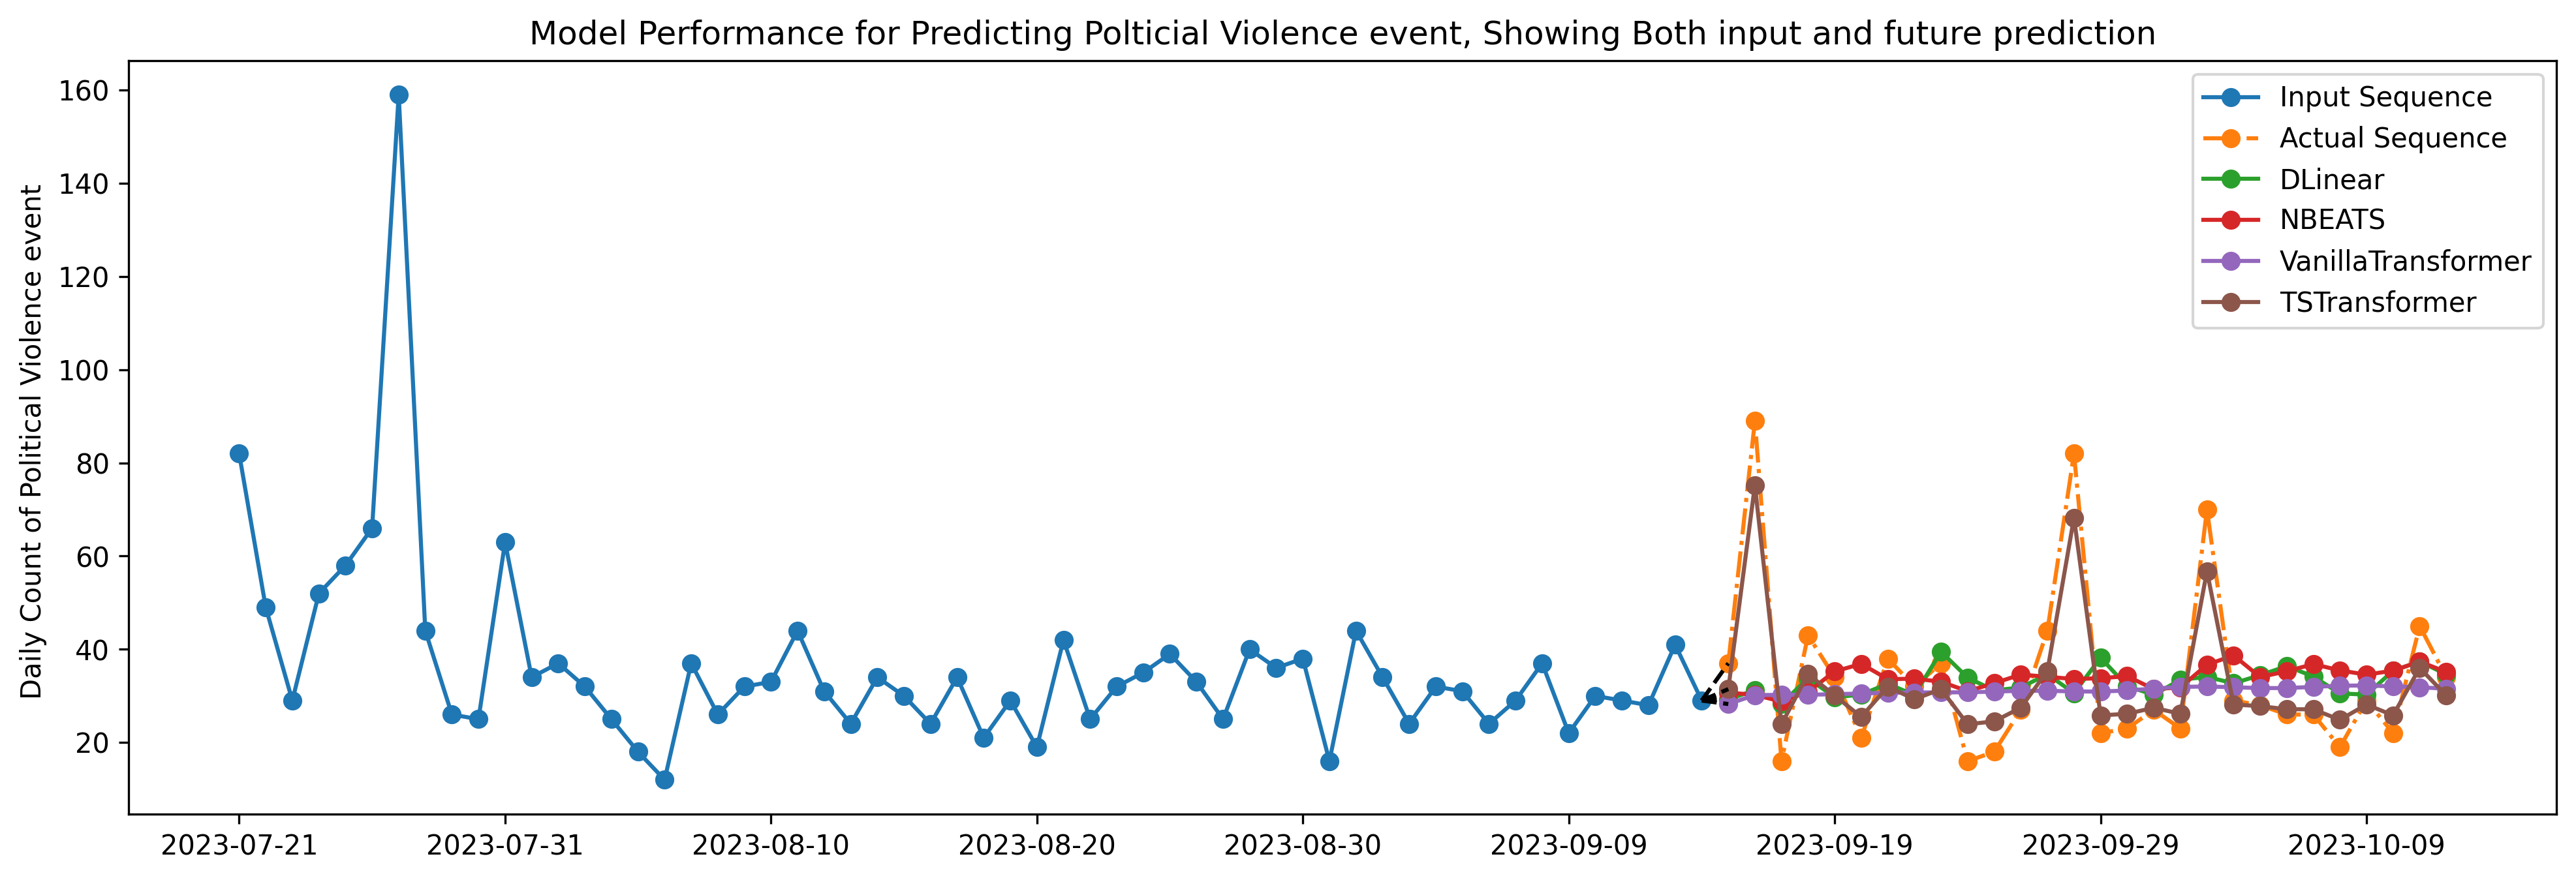 Model Performance for Predicting Polticial Violence event, Showing Both input and future prediction
Daily Count of Political Violence event
160
140
120
100
80
60
40
20
Input Sequence
Actual Sequence
DLinear
NBEATS
VanillaTransformer
TSTransformer
2023-07-21
2023-07-31
2023-08-10
2023-08-20
2023-08-30
2023-09-09
2023-09-19
2023-09-29
2023-10-09